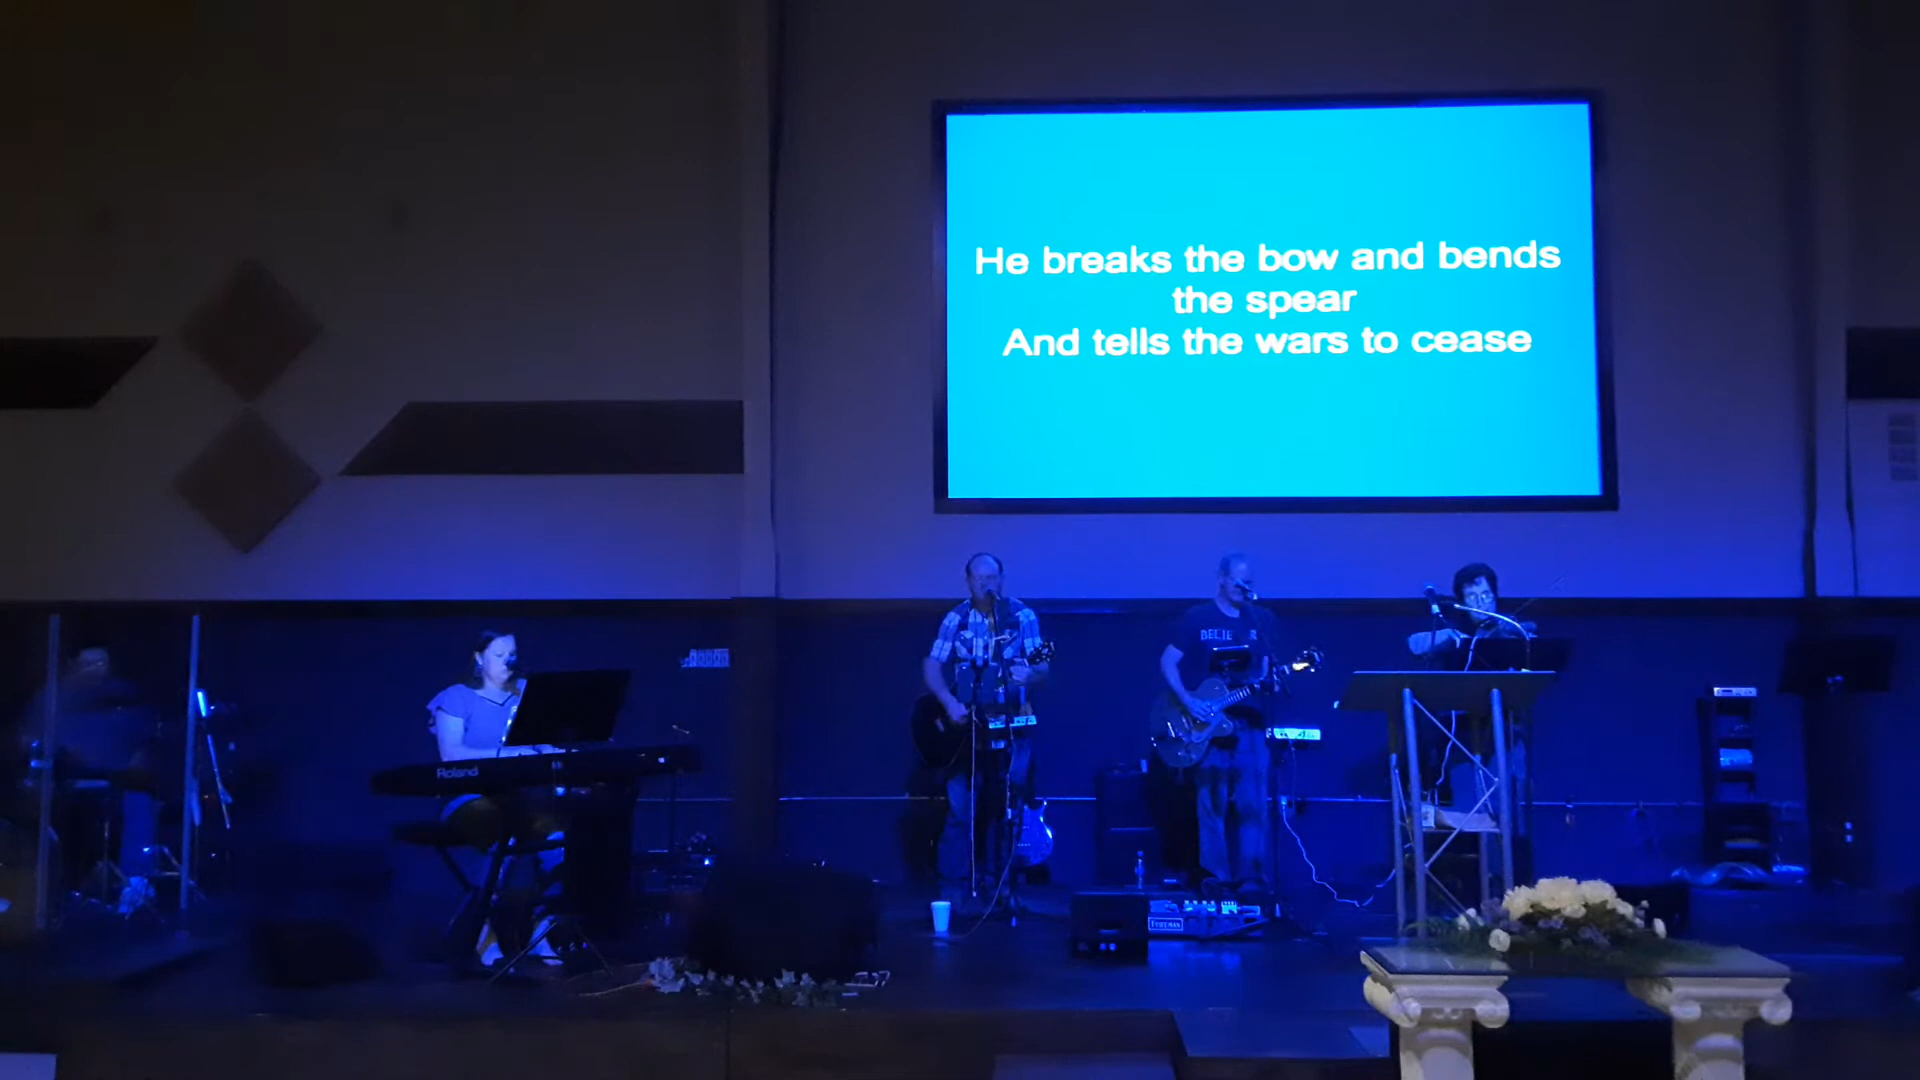 He breaks the bow and bends
the spear
And tells the wars to cease
Roland